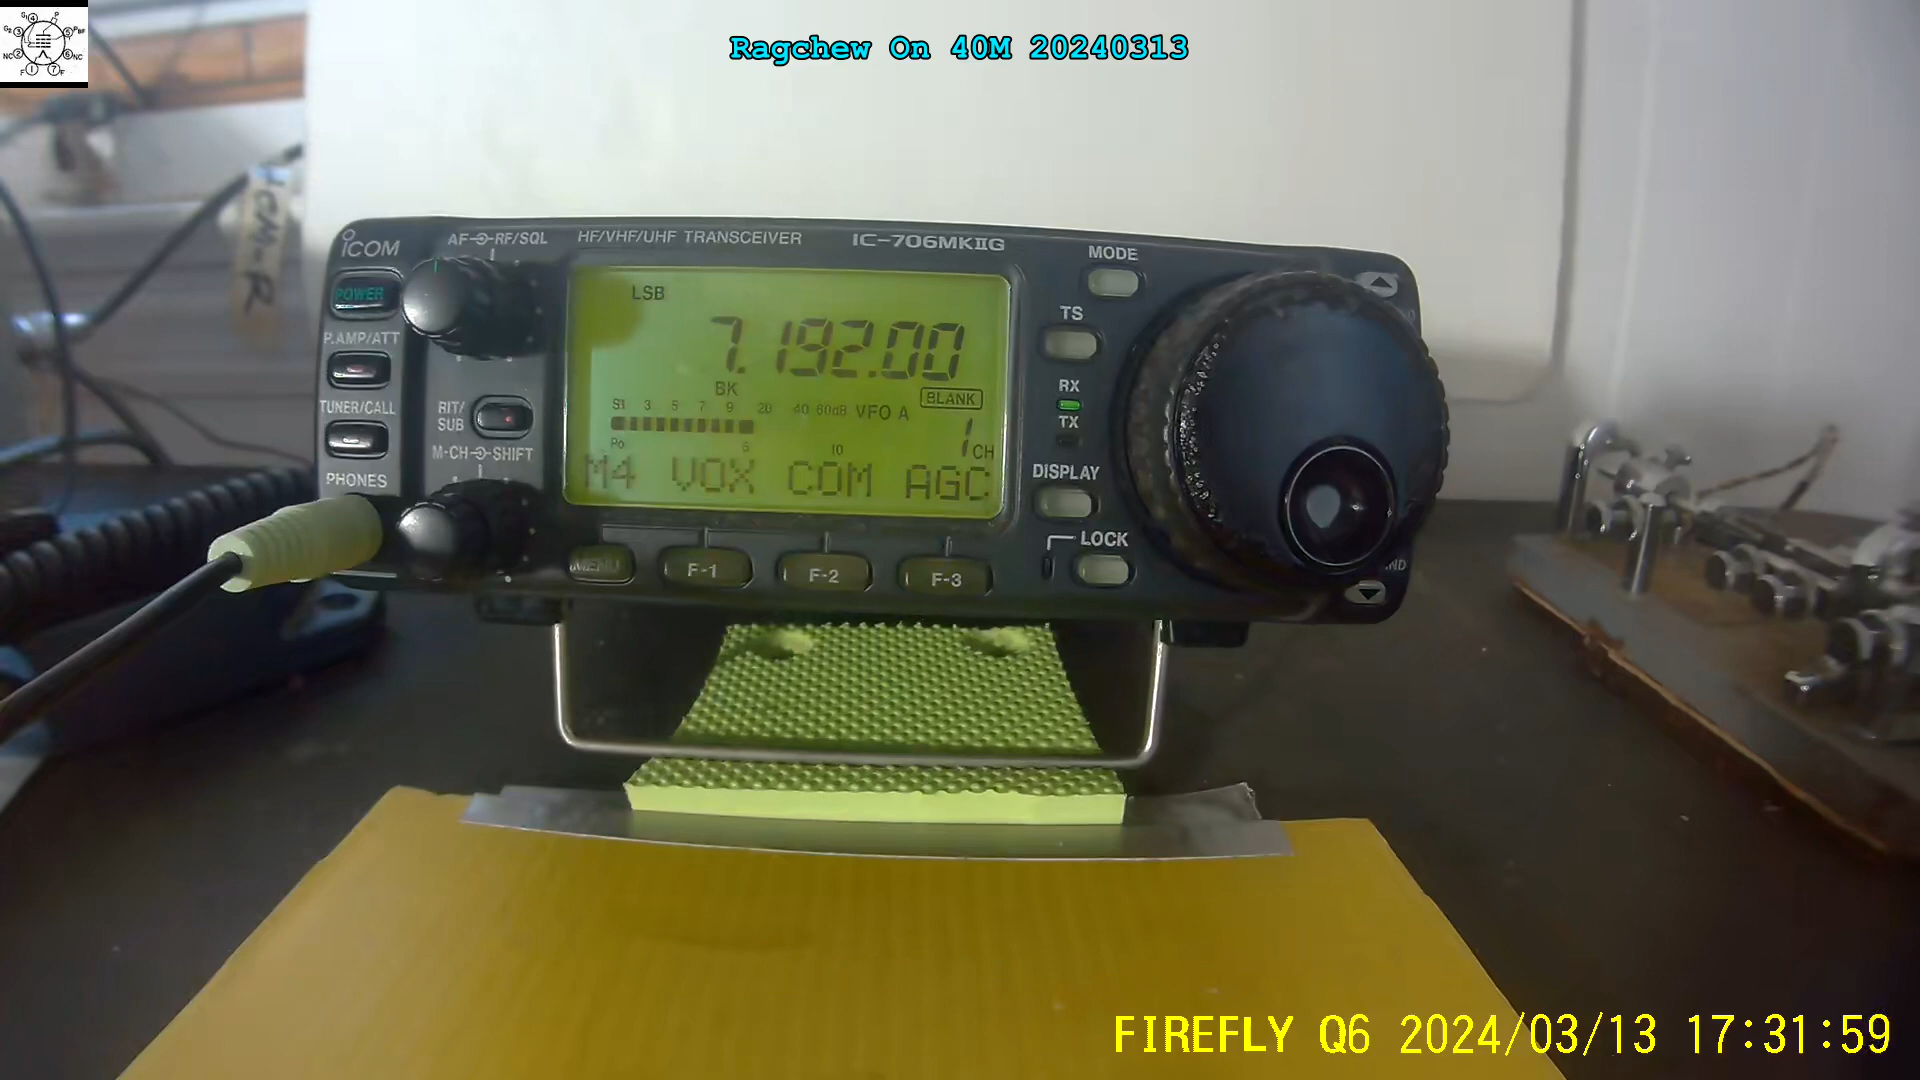 Ragchew On 40M 20240313
ICOM
AF RF/SQL
HF/VHF/UHF TRANSCEIVER
IC-706MKIIG
MODE
POWER
LSB
TS
7.192.00
P.AMP/ATT
BK
RX
BLANK
S1 3 5 7 9 20 40 60dB VFO A
TUNER/CALL
RIT/
SUB
TX
Po 5 10
1 CH
M-CH SHIFT
M4 VOX COM AGC
DISPLAY
PHONES
LOCK
MENU F-1 F-2 F-3
FIREFLY Q6 2024/03/13 17:31:59